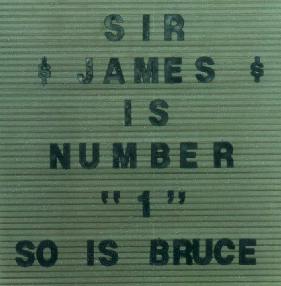 SIR
$ JAMES $
IS
NUMBER
"1"
SO IS BRUCE